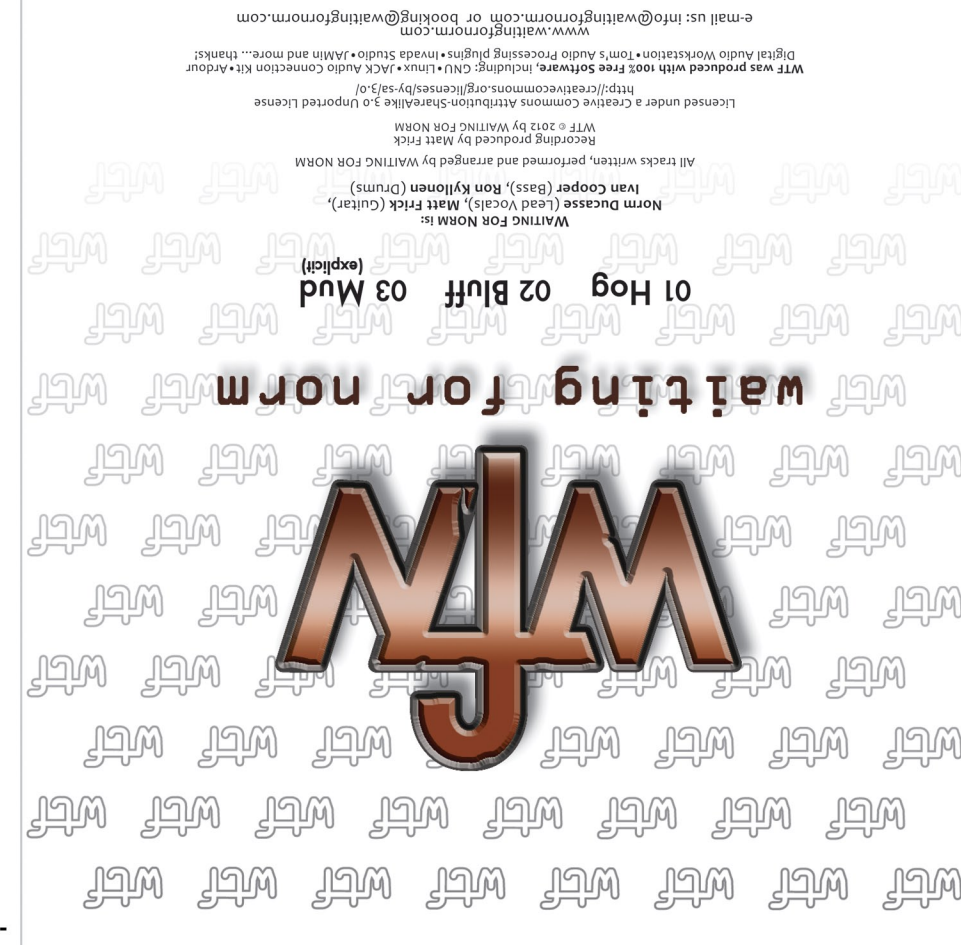 wtf
WfN
waiting for norm
01 Hog 02 Bluff 03 Mud
(explicit)
WAITING FOR NORM is:
Norm Ducasse (Lead Vocals), Matt Frick (Guitar),
Ivan Cooper (Bass), Ron Kyllonen (Drums)
All tracks written, performed and arranged by WAITING FOR NORM
Recording produced by Matt Frick
WTF © 2012 by WAITING FOR NORM
Licensed under a Creative Commons Attribution-ShareAlike 3.0 Unported License
http://creativecommons.org/licenses/by-sa/3.0/
WTF was produced with 100% Free Software, including: GNU•Linux•JACK Audio Connection Kit•Ardour
Digital Audio Workstation•Tom's Audio Processing plugins•Invada Studio•JAMin and more... thanks!
www.waitingfornorm.com
e-mail us: info@waitingfornorm.com or booking@waitingfornorm.com